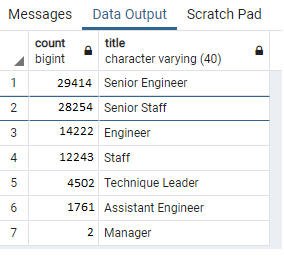 Messages Data Output Scratch Pad
count title
bigint character varying (40)
1 29414 Senior Engineer
2 28254 Senior Staff
3 14222 Engineer
4 12243 Staff
5 4502 Technique Leader
6 1761 Assistant Engineer
7 2 Manager